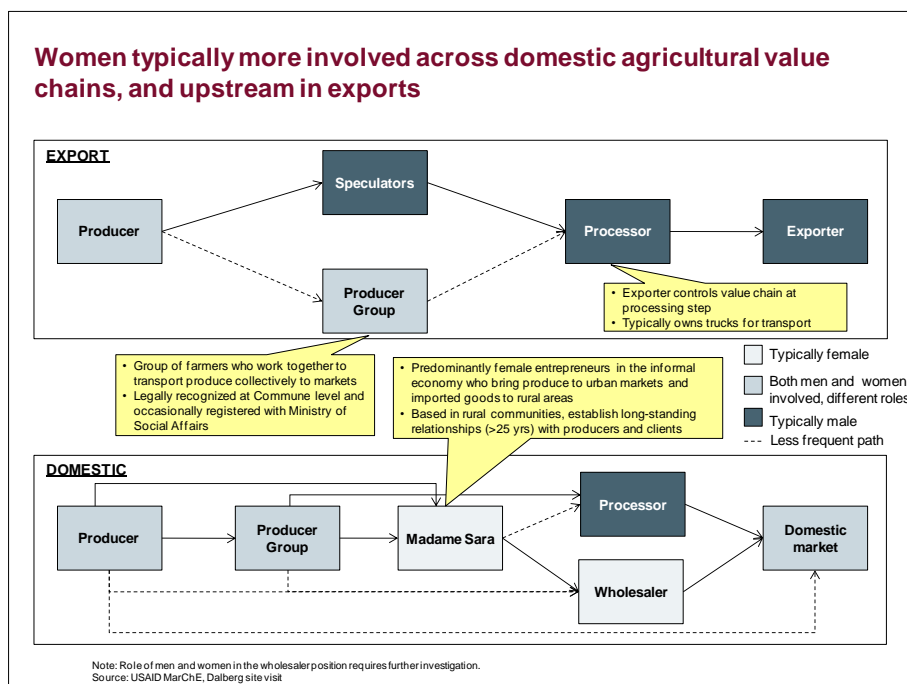 Women typically more involved across domestic agricultural value
chains, and upstream in exports
EXPORT
Speculators
Producer
Processor
Exporter
Producer
Group
• Exporter controls value chain at
processing step
• Typically owns trucks for transport
• Group of farmers who work together to
transport produce collectively to markets
• Legally recognized at Commune level and
occasionally registered with Ministry of
Social Affairs
• Predominantly female entrepreneurs in the informal
economy who bring produce to urban markets and
imported goods to rural areas
• Based in rural communities, establish long-standing
relationships (>25 yrs) with producers and clients
Typically female
Both men and women
involved, different roles
Typically male
Less frequent path
DOMESTIC
Producer
Producer
Group
Madame Sara
Processor
Wholesaler
Domestic
market
Note: Role of men and women in the wholesaler position requires further investigation.
Source: USAID MarChE, Dalberg site visit